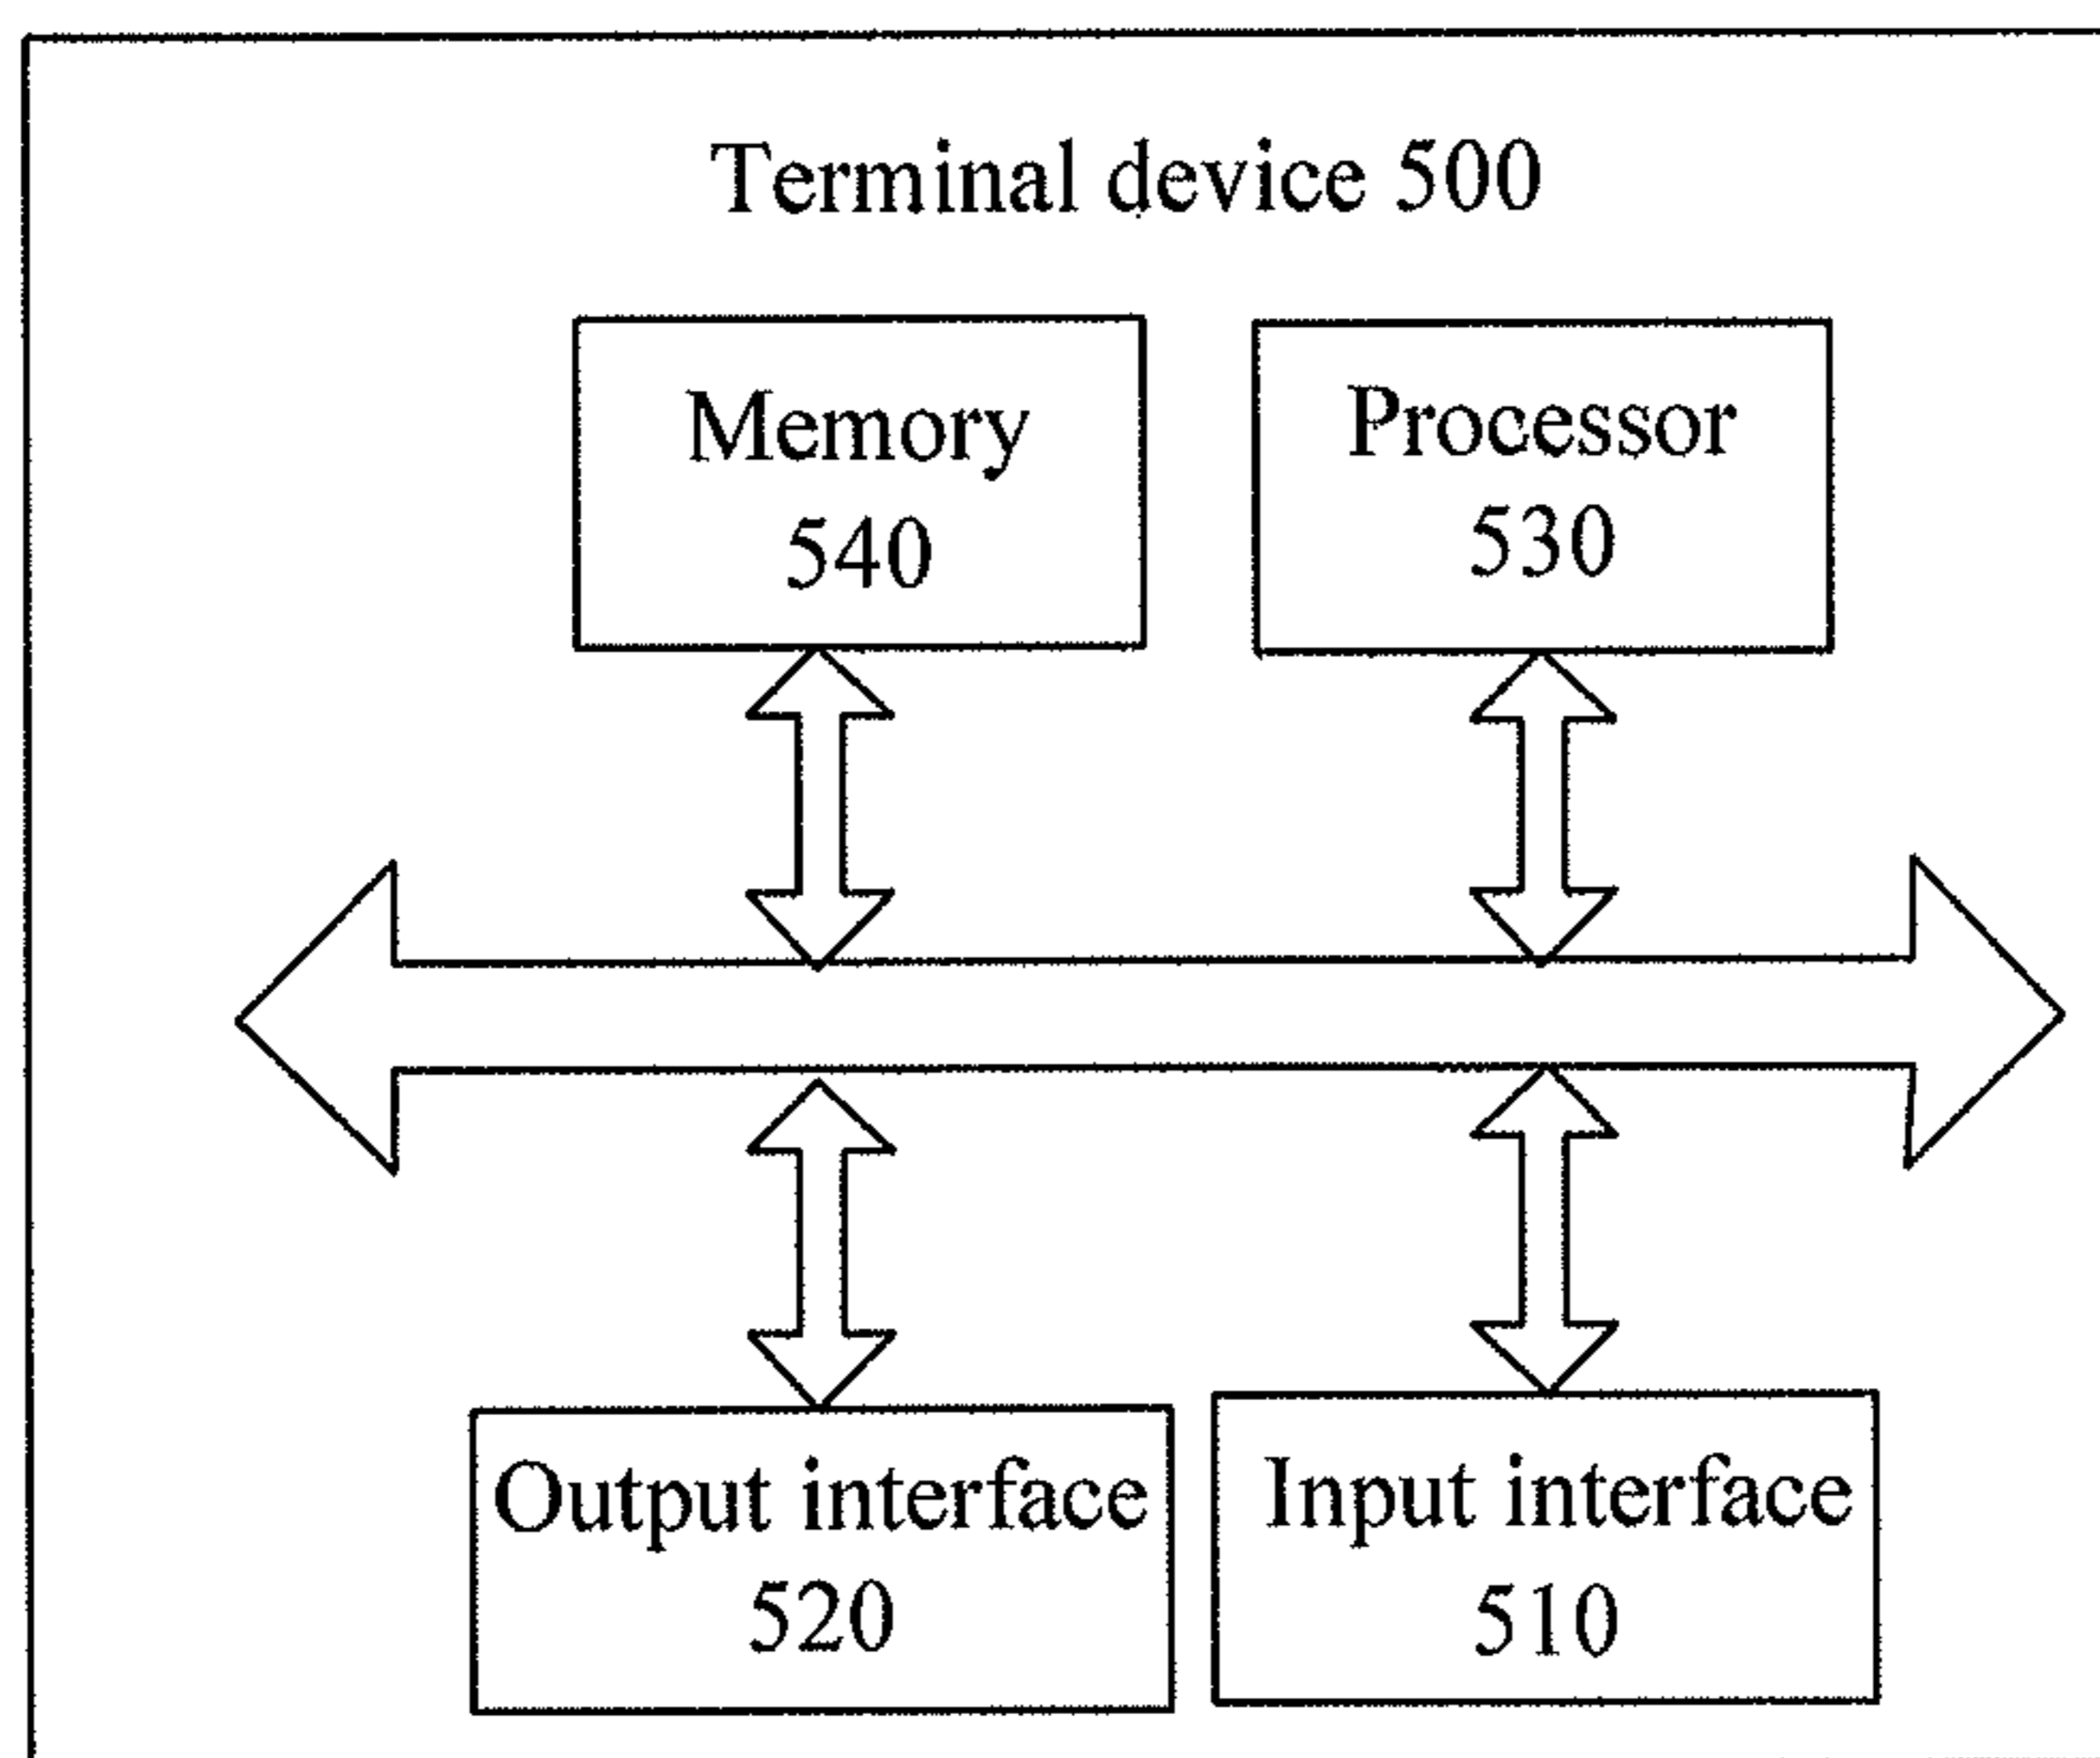 Terminal device 500
Memory
540
Processor
530
Output interface
520
Input interface
510